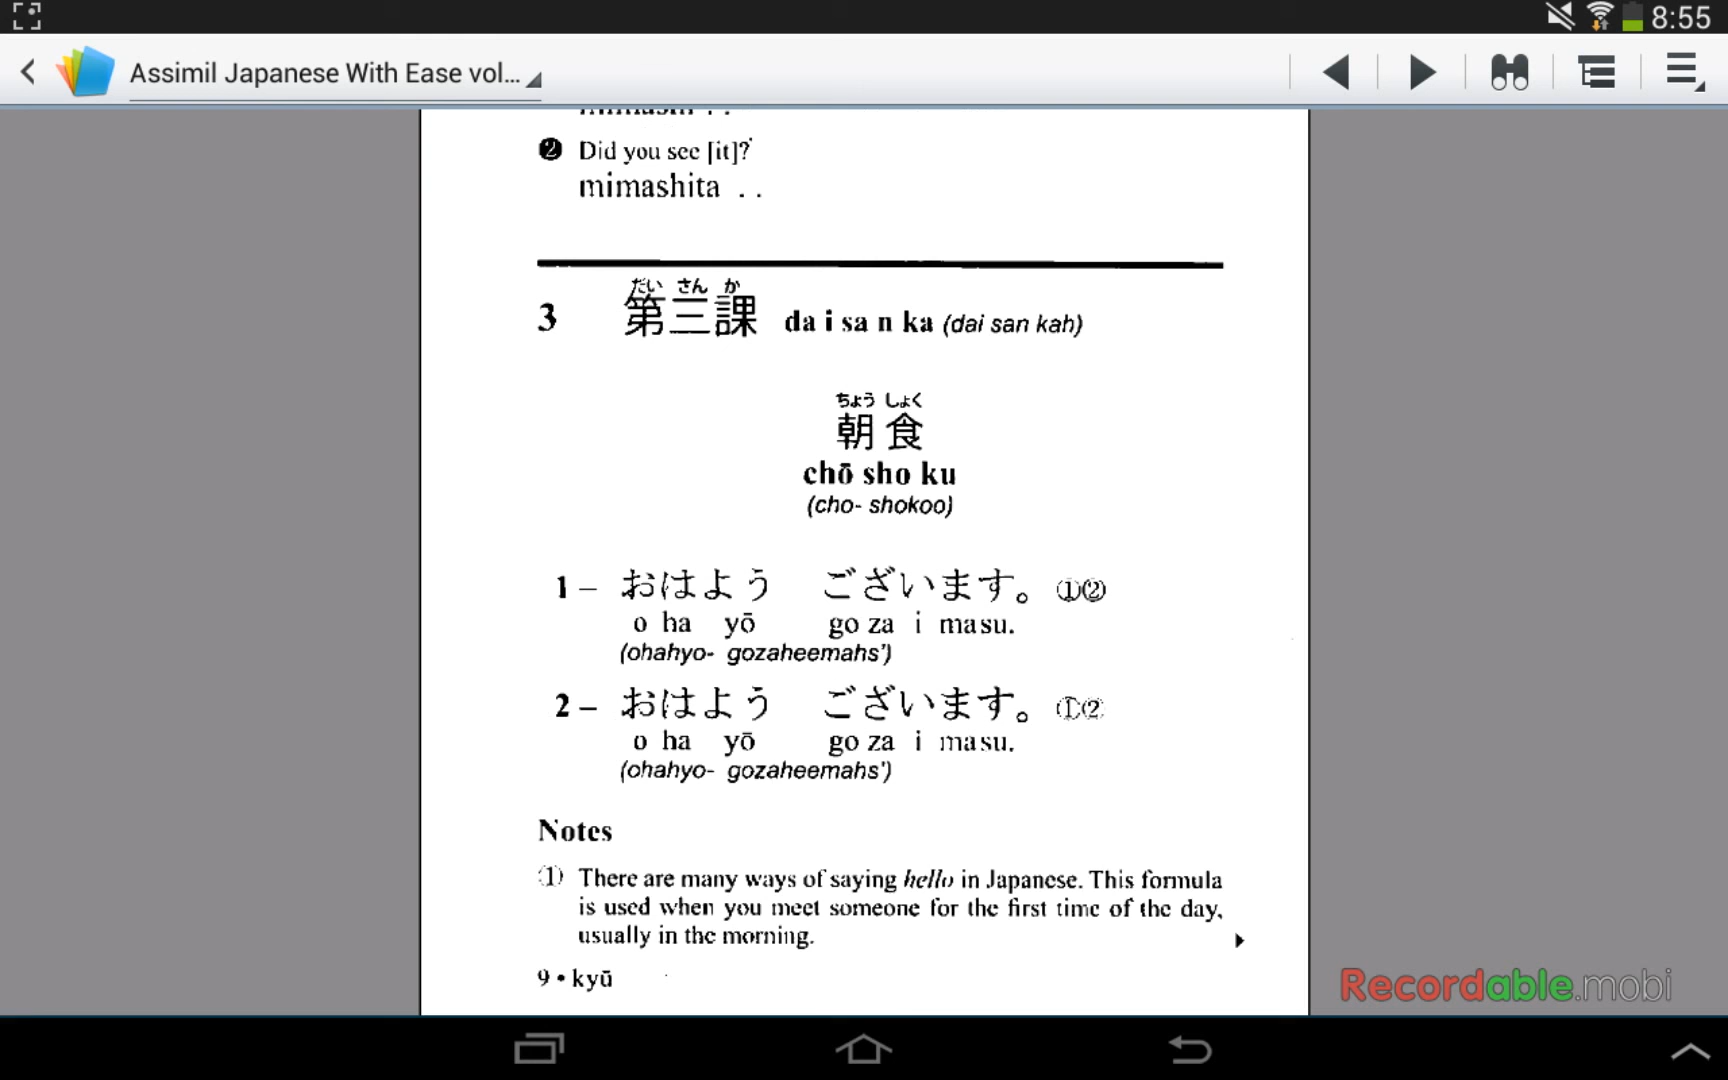 8:55
Assimil Japanese With Ease vol...
❷ Did you see [it]?
mimashita . .
だい さん か
3 第三課 da i sa n ka (dai san kah)
ちょう しょく
朝食
chō sho ku
(cho- shokoo)
1 – おはよう ございます。 ①②
o ha yō go za i masu.
(ohahyo- gozaheemahs')
2 – おはよう ございます。 ①②
o ha yō go za i masu.
(ohahyo- gozaheemahs')
Notes
① There are many ways of saying hello in Japanese. This formula
is used when you meet someone for the first time of the day,
usually in the morning.
9 • kyū
Recordable.mobi